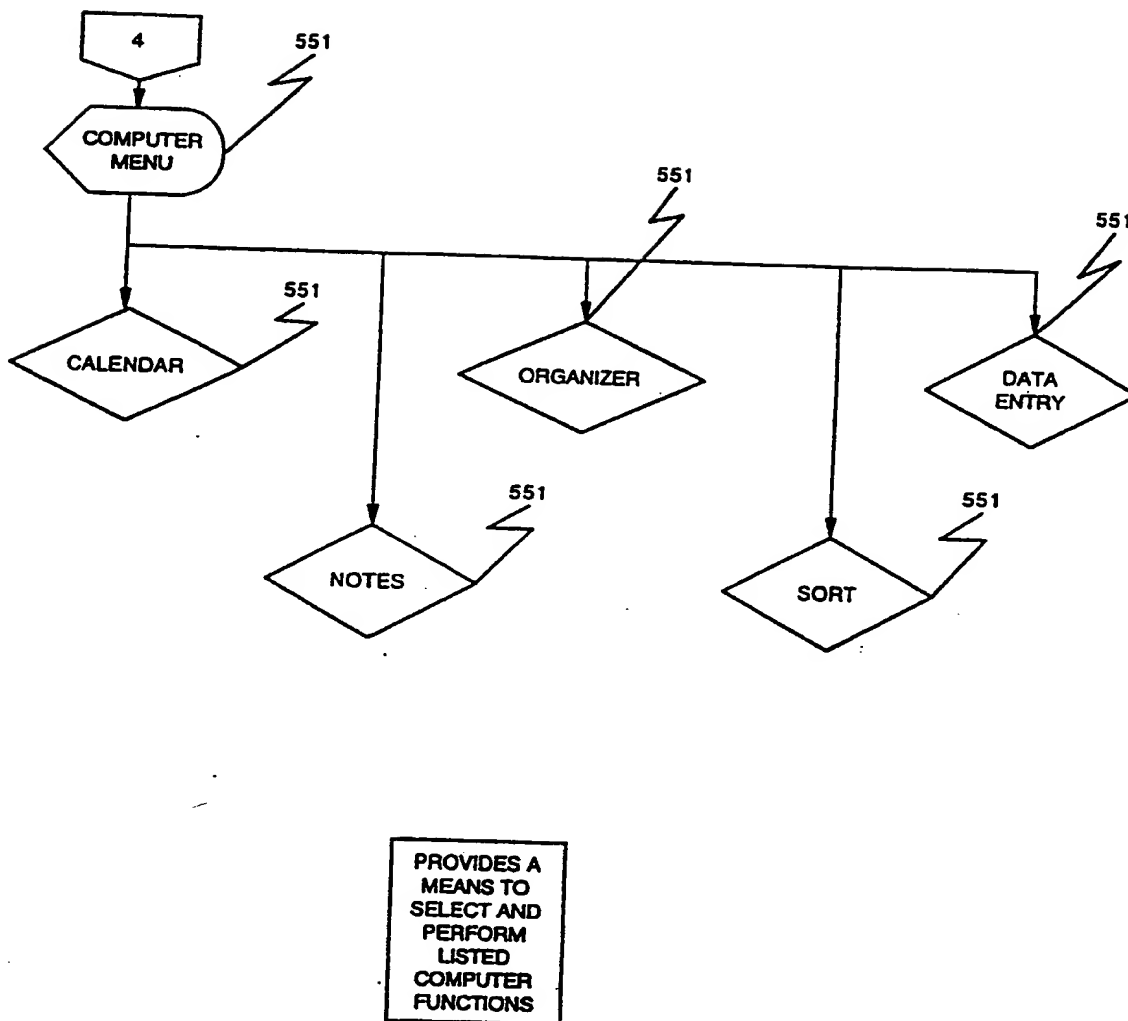 4
551
COMPUTER
MENU
551
551
551
CALENDAR
ORGANIZER
DATA
ENTRY
551
551
NOTES
SORT
PROVIDES A
MEANS TO
SELECT AND
PERFORM
LISTED
COMPUTER
FUNCTIONS